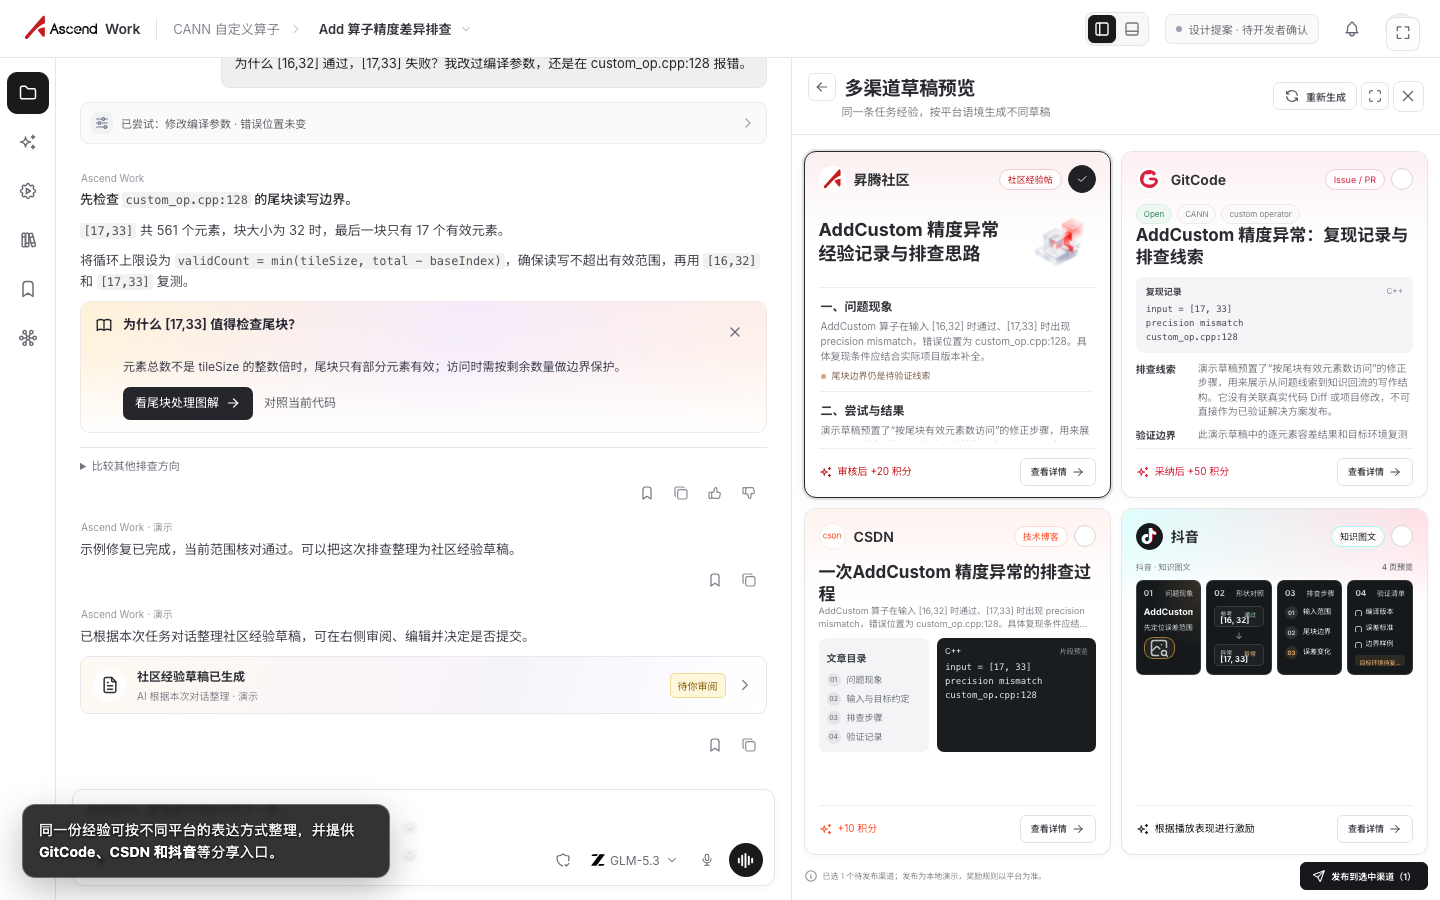 Ascend Work
CANN 自定义算子
Add 算子精度差异排查
设计提案 · 待开发者确认
为什么 [16,32] 通过，[17,33] 失败？我改过编译参数，还是在 custom_op.cpp:128 报错。
已尝试：修改编译参数 · 错误位置未变
Ascend Work
先检查 custom_op.cpp:128 的尾块读写边界。
[17,33] 共 561 个元素，块大小为 32 时，最后一块只有 17 个有效元素。
将循环上限设为 validCount = min(tileSize, total − baseIndex)，确保读写不超出有效范围，再用 [16,32]
和 [17,33] 复测。
为什么 [17,33] 值得检查尾块？
元素总数不是 tileSize 的整数倍时，尾块只有部分元素有效；访问时需按剩余数量做边界保护。
看尾块处理图解
对照当前代码
比较其他排查方向
Ascend Work · 演示
示例修复已完成，当前范围核对通过。可以把这次排查整理为社区经验草稿。
Ascend Work · 演示
已根据本次任务对话整理社区经验草稿，可在右侧审阅、编辑并决定是否提交。
社区经验草稿已生成
AI 根据本次对话整理 · 演示
待你审阅
同一份经验可按不同平台的表达方式整理，并提供
GitCode、CSDN 和抖音等分享入口。
GLM-5.3
多渠道草稿预览
同一条任务经验，按平台语境生成不同草稿
重新生成
昇腾社区
社区经验帖
AddCustom 精度异常
经验记录与排查思路
一、问题现象
AddCustom 算子在输入 [16,32] 时通过、[17,33] 时出现
precision mismatch，错误位置为 custom_op.cpp:128。具
体复现条件应结合实际项目版本补全。
尾块边界仍是待验证线索
二、尝试与结果
演示草稿预置了“按尾块有效元素数访问”的修正步骤，用来展
审核后 +20 积分
查看详情
GitCode
Issue / PR
Open
CANN
custom operator
AddCustom 精度异常：复现记录与
排查线索
复现记录
C++
input = [17, 33]
precision mismatch
custom_op.cpp:128
排查线索
演示草稿预置了“按尾块有效元素数访问”的修正
步骤，用来展示从问题线索到知识回流的写作结
构。它没有关联真实代码 Diff 或项目修改，不可
直接作为已验证解决方案发布。
验证边界
此演示草稿中的逐元素容差结果和目标环境复测
采纳后 +50 积分
查看详情
CSDN
CSDN
技术博客
一次AddCustom 精度异常的排查过
程
AddCustom 算子在输入 [16,32] 时通过、[17,33] 时出现 precision
mismatch，错误位置为 custom_op.cpp:128。具体复现条件应结...
文章目录
01 问题现象
02 输入与目标约定
03 排查步骤
04 验证记录
C++
片段预览
input = [17, 33]
precision mismatch
custom_op.cpp:128
+10 积分
查看详情
抖音
知识图文
抖音 · 知识图文
4 页预览
01 问题现象
AddCuston
先定位误差范围
02 形状对照
参考 通过
[16, 32]
异常 异常
[17, 33]
03 排查步骤
01 输入范围
02 尾块边界
03 误差变化
04 验证清单
编译版本
误差标准
边界样例
目标环境待复...
根据播放表现进行激励
查看详情
已选 1 个待发布渠道；发布为本地演示，奖励规则以平台为准。
发布到选中渠道（1）